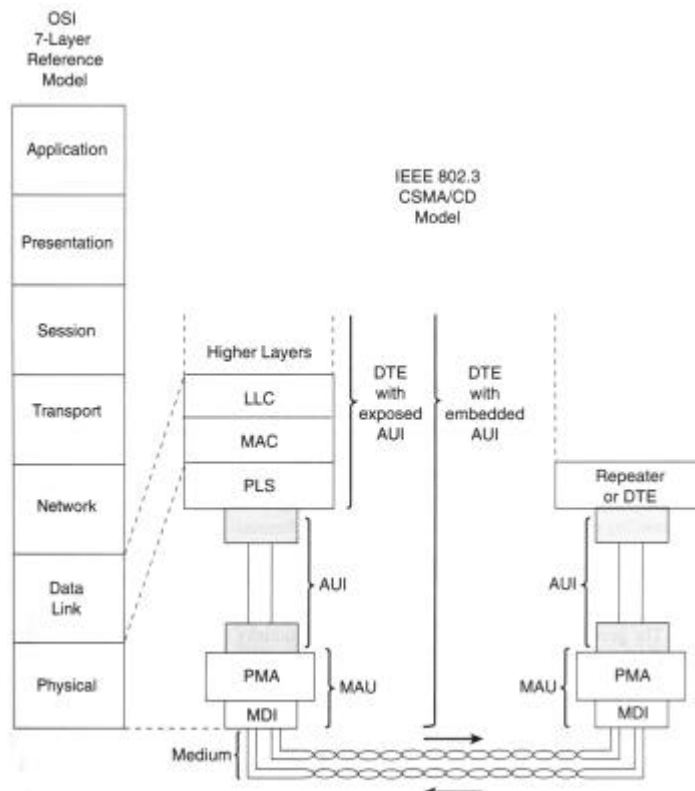 OSI
7-Layer
Reference
Model
Application
Presentation
Session
Transport
Network
Data
Link
Physical
IEEE 802.3
CSMA/CD
Model
Higher Layers
LLC
MAC
PLS
DTE
with
exposed
AUI
DTE
with
embedded
AUI
Repeater
or DTE
AUI
AUI
PMA
MAU
MDI
MAU
PMA
MDI
Medium